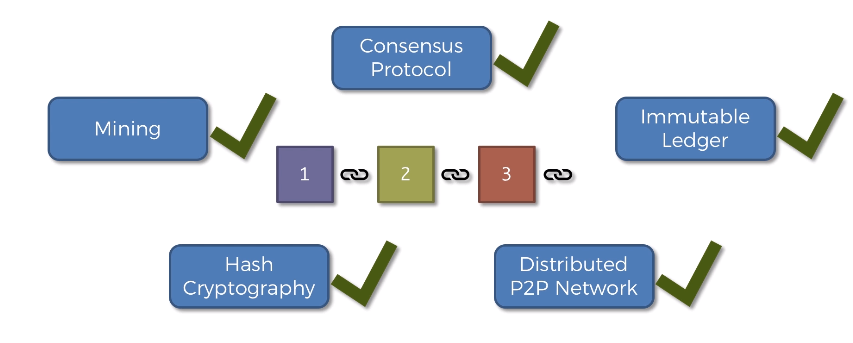 Consensus
Protocol
Mining
Immutable
Ledger
1
2
3
Hash
Cryptography
Distributed
P2P Network